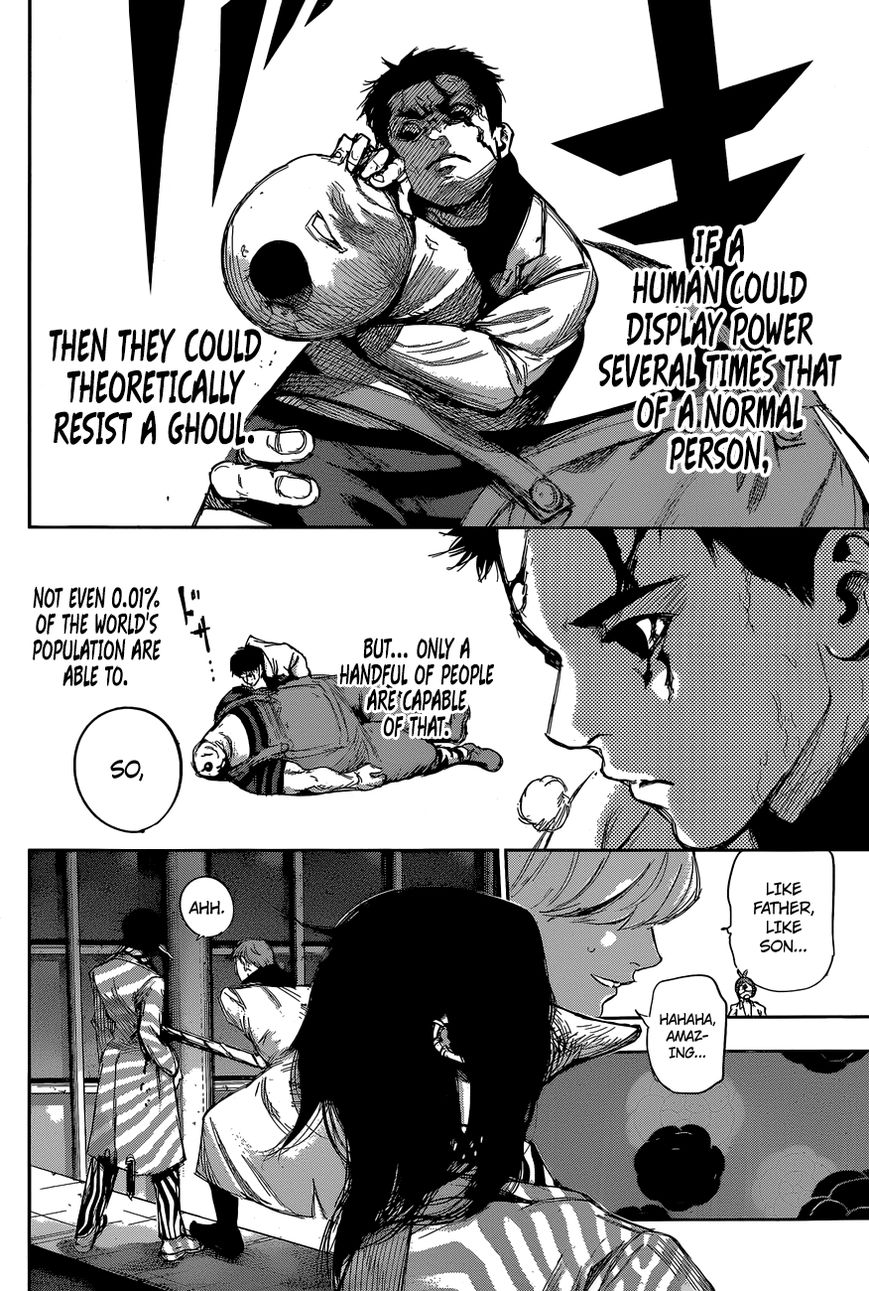 IF A
HUMAN COULD
DISPLAY POWER
SEVERAL TIMES THAT
OF A NORMAL
PERSON,
THEN THEY COULD
THEORETICALLY
RESIST A GHOUL.
BUT... ONLY A
HANDFUL OF PEOPLE
ARE CAPABLE
OF THAT.
ドサ…
NOT EVEN 0.01%
OF THE WORLD'S
POPULATION ARE
ABLE TO.
SO,
LIKE
FATHER,
LIKE
SON...
HAHAHA,
AMAZ-
ING...
AHH.